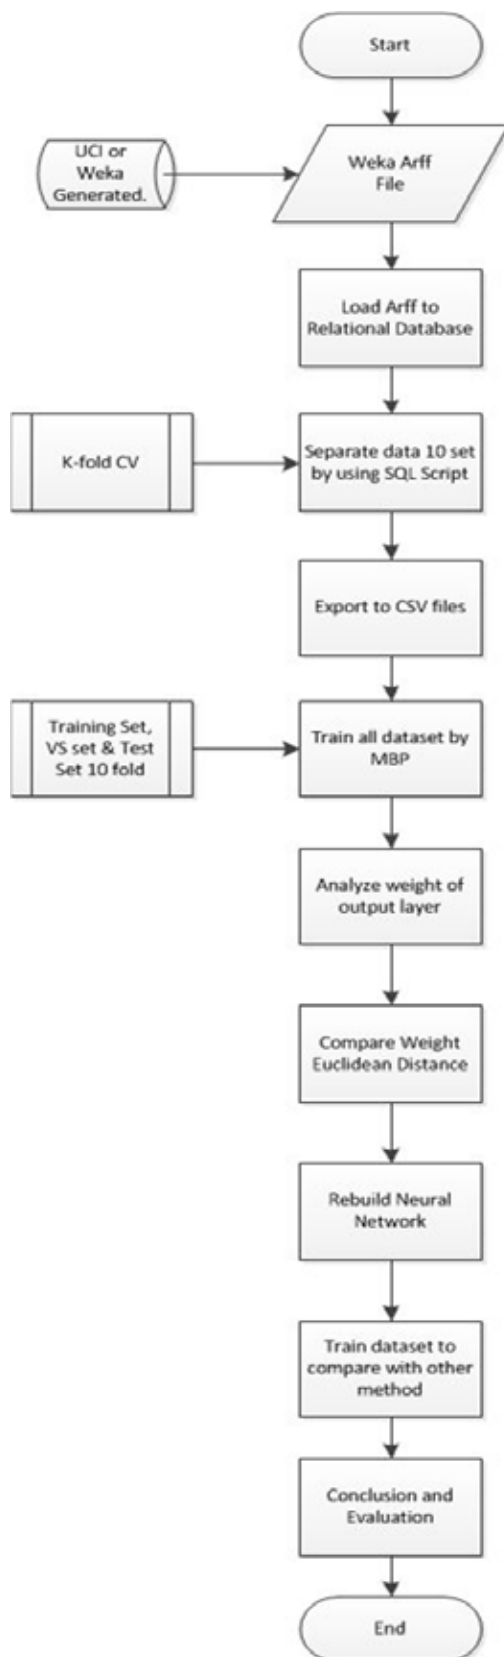 Start
UCI or
Weka
Generated.
Weka Arff
File
Load Arff to
Relational Database
K-fold CV
Separate data 10 set
by using SQL Script
Export to CSV files
Training Set,
VS set & Test
Set 10 fold
Train all dataset by
MBP
Analyze weight of
output layer
Compare Weight
Euclidean Distance
Rebuild Neural
Network
Train dataset to
compare with other
method
Conclusion and
Evaluation
End